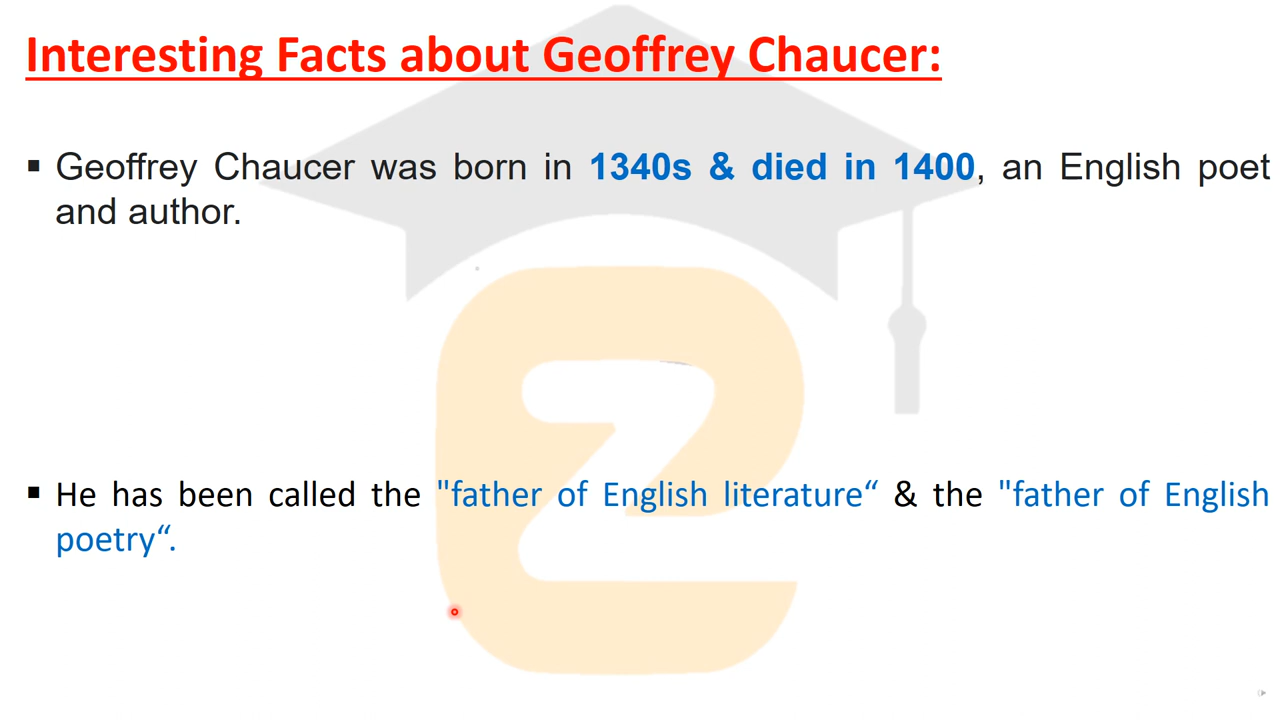 Interesting Facts about Geoffrey Chaucer:
▪ Geoffrey Chaucer was born in 1340s & died in 1400, an English poet
and author.
▪ He has been called the "father of English literature“ & the "father of English
poetry“.